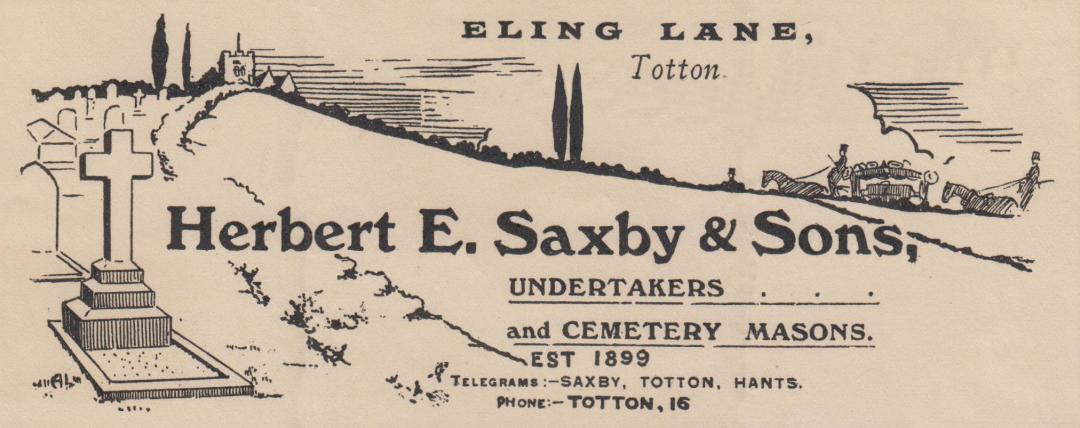 ELING LANE,
Totton.
Herbert E. Saxby & Sons,
UNDERTAKERS . . .
and CEMETERY MASONS.
EST 1899
TELEGRAMS:-SAXBY, TOTTON, HANTS.
PHONE:-TOTTON, 16